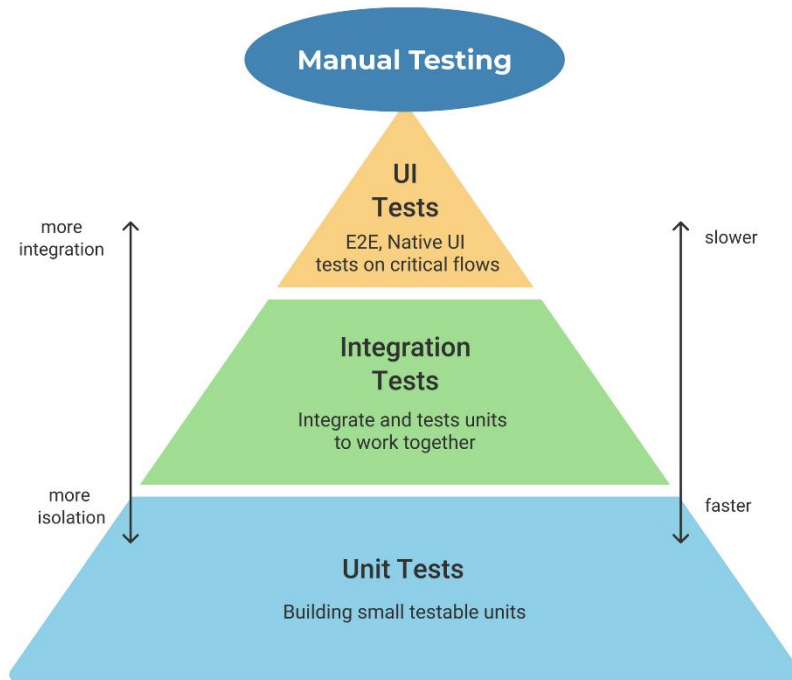 Manual Testing
UI
Tests
E2E, Native UI
tests on critical flows
more
integration
slower
Integration
Tests
Integrate and tests units
to work together
more
isolation
faster
Unit Tests
Building small testable units